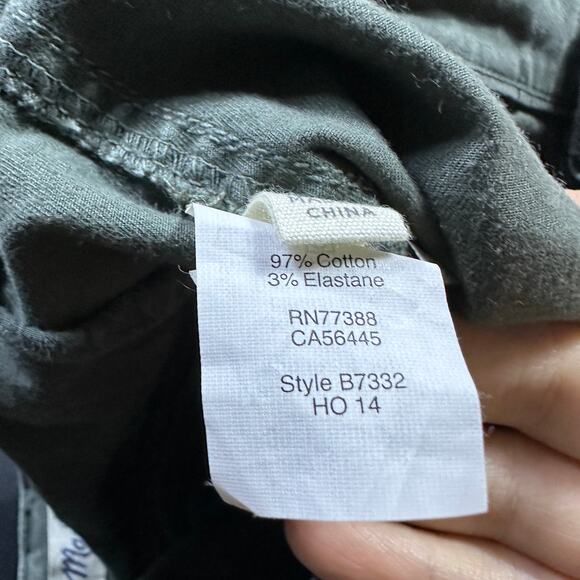 CHINA
97% Cotton
3% Elastane
RN77388
CA56445
Style B7332
HO 14